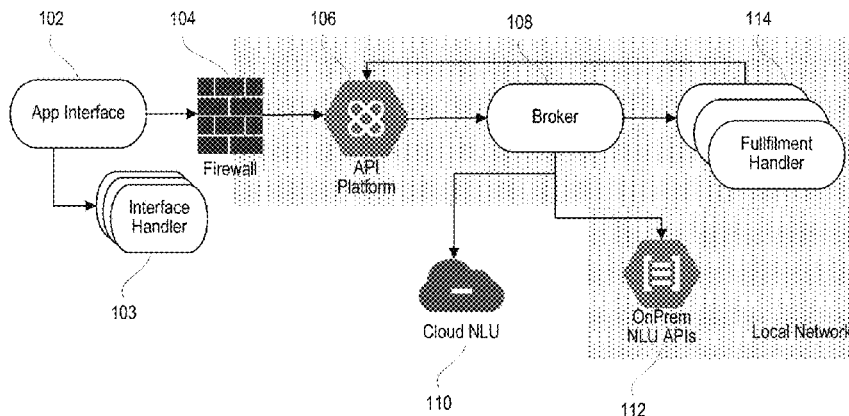 102
104
106
108
114
App Interface
Firewall
API
Platform
Broker
Fullfilment
Handler
Interface
Handler
103
Cloud NLU
OnPrem
NLU APIs
Local Network
110
112